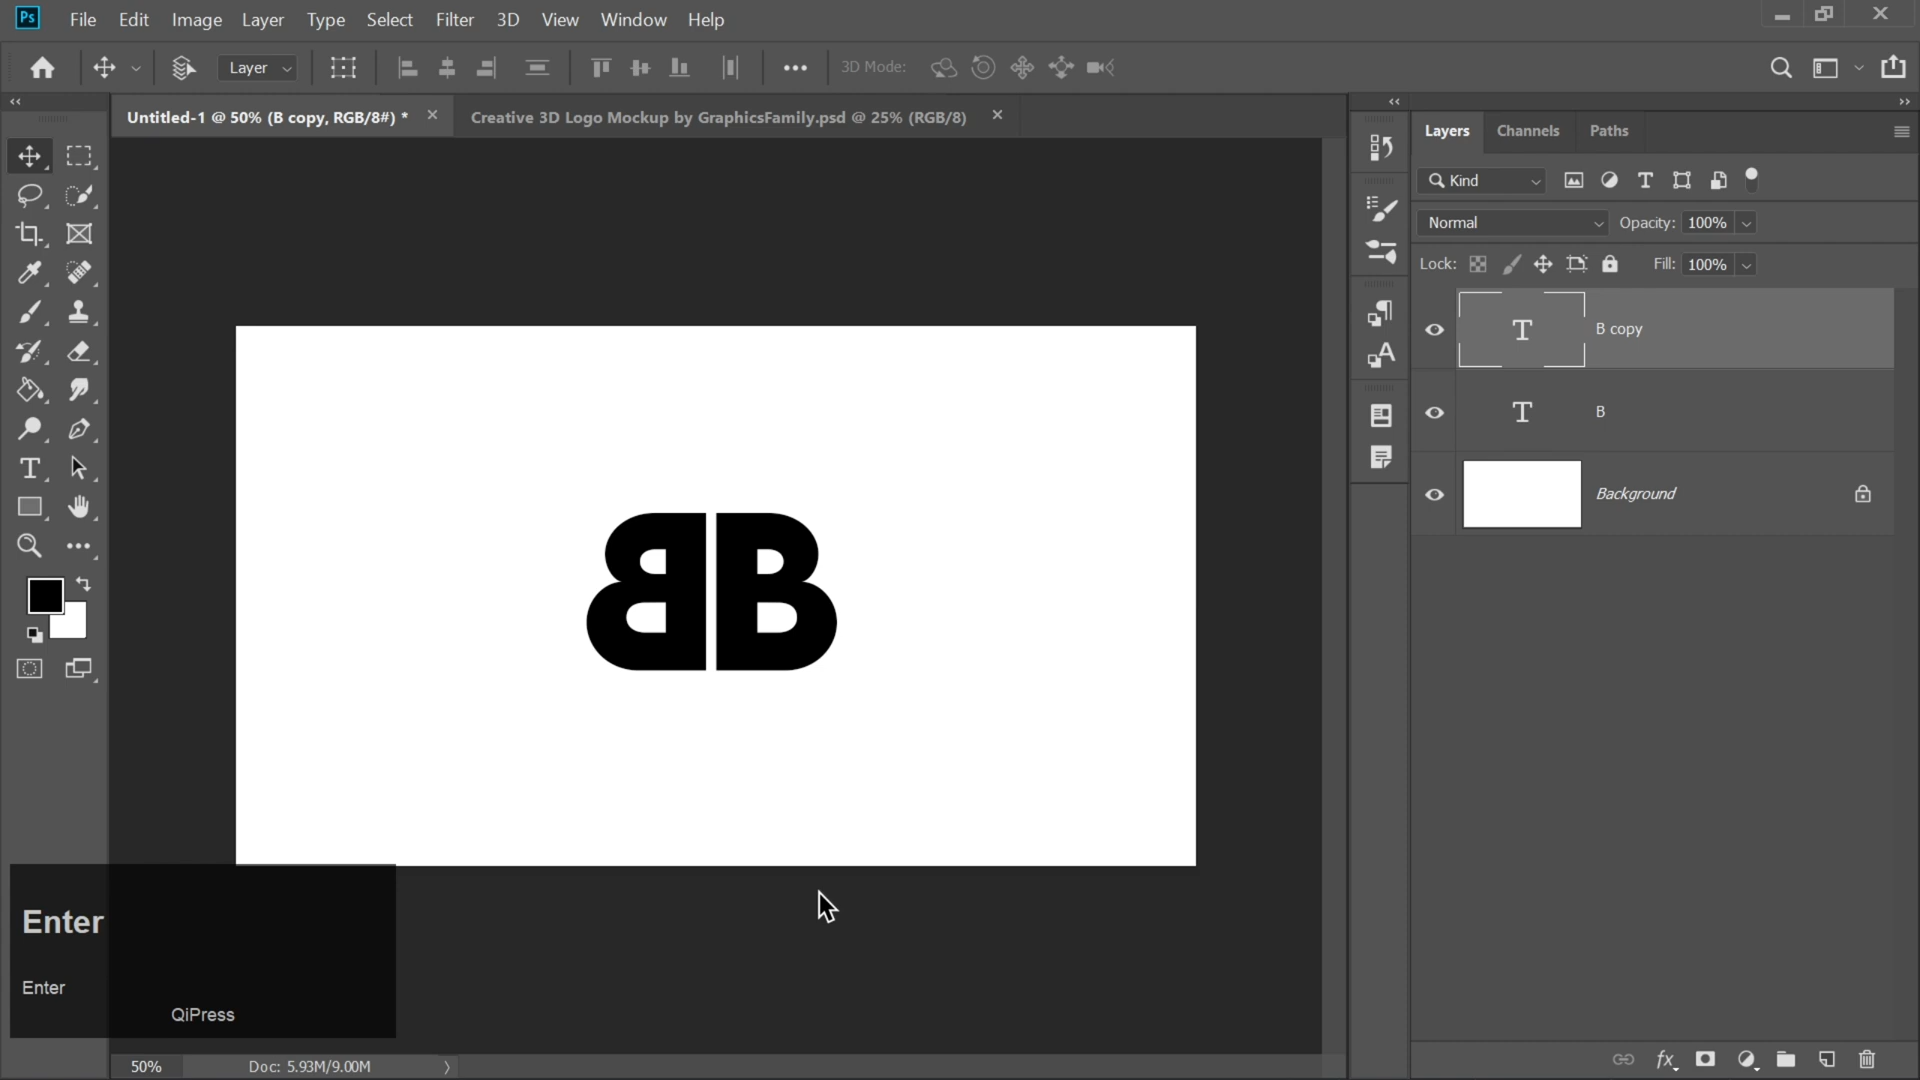 Ps File Edit Image Layer Type Select Filter 3D View Window Help
Layer 3D Mode:
Untitled-1 @ 50% (B copy, RGB/8#) * Creative 3D Logo Mockup by GraphicsFamily.psd @ 25% (RGB/8)
Layers Channels Paths
Kind
Normal Opacity: 100%
Lock: Fill: 100%
B copy
B
Background
B
Enter
Enter
QiPress
50% Doc: 5.93M/9.00M